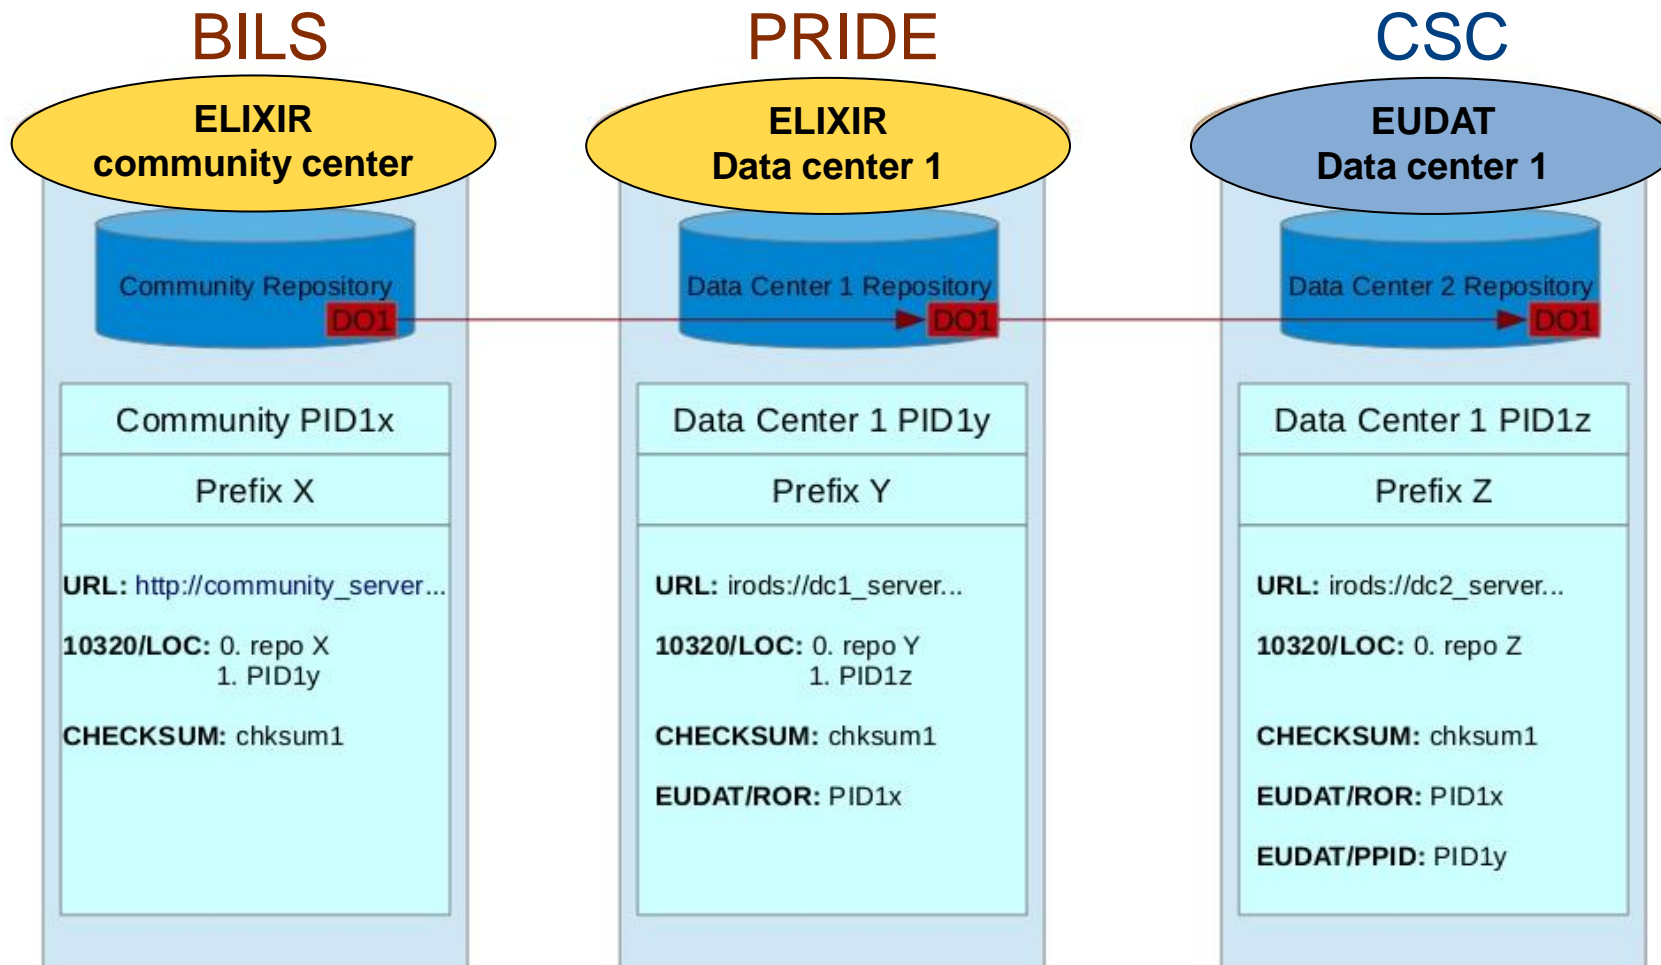 BILS
ELIXIR
community center
Community Repository
DO1
Community PID1x
Prefix X
URL: http://community_server...
10320/LOC: 0. repo X
1. PID1y
CHECKSUM: chksum1
PRIDE
ELIXIR
Data center 1
Data Center 1 Repository
DO1
Data Center 1 PID1y
Prefix Y
URL: irods://dc1_server...
10320/LOC: 0. repo Y
1. PID1z
CHECKSUM: chksum1
EUDAT/ROR: PID1x
CSC
EUDAT
Data center 1
Data Center 2 Repository
DO1
Data Center 1 PID1z
Prefix Z
URL: irods://dc2_server...
10320/LOC: 0. repo Z
CHECKSUM: chksum1
EUDAT/ROR: PID1x
EUDAT/PPID: PID1y